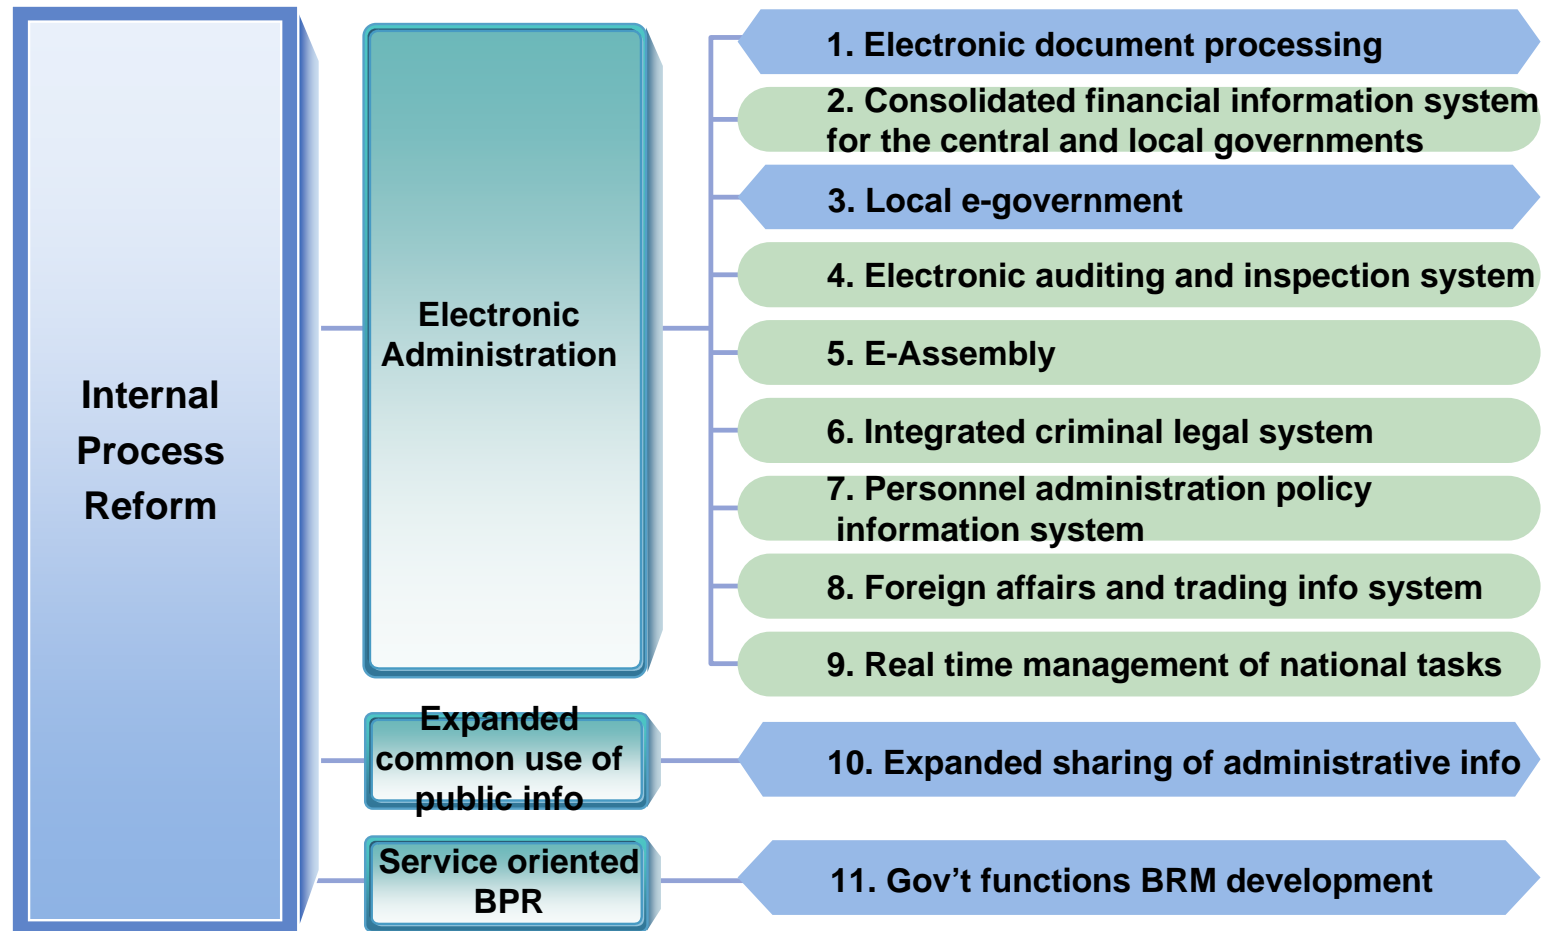 Internal
Process
Reform
Electronic
Administration
1. Electronic document processing
2. Consolidated financial information system
for the central and local governments
3. Local e-government
4. Electronic auditing and inspection system
5. E-Assembly
6. Integrated criminal legal system
7. Personnel administration policy
information system
8. Foreign affairs and trading info system
9. Real time management of national tasks
Expanded
common use of
public info
10. Expanded sharing of administrative info
Service oriented
BPR
11. Gov’t functions BRM development